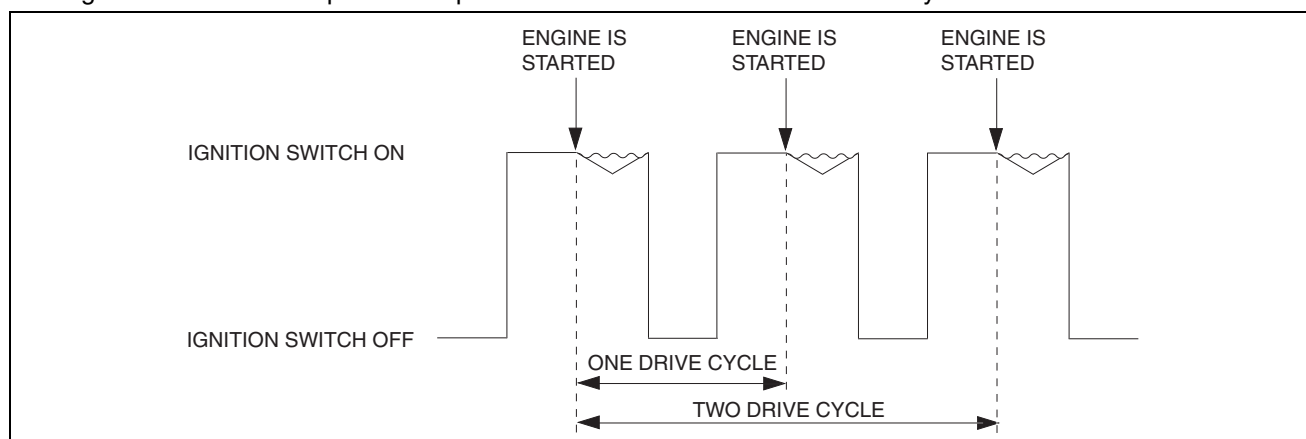 ENGINE IS STARTED
ENGINE IS STARTED
ENGINE IS STARTED
IGNITION SWITCH ON
IGNITION SWITCH OFF
ONE DRIVE CYCLE
TWO DRIVE CYCLE